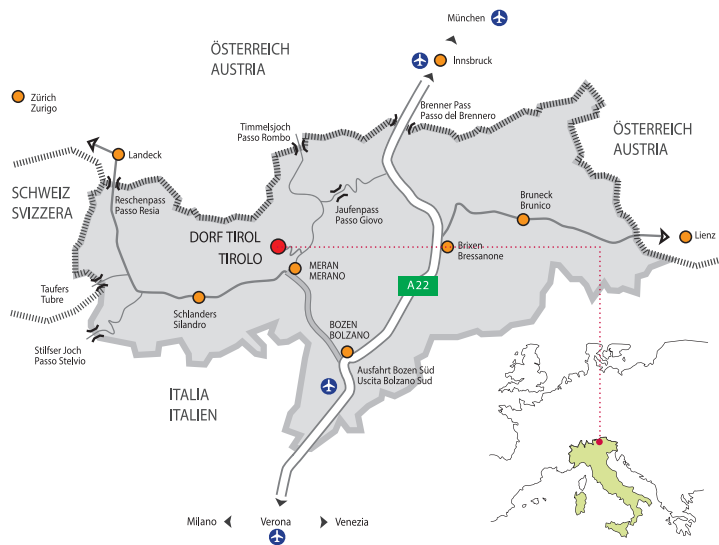 München
ÖSTERREICH
AUSTRIA
Innsbruck
Zürich
Zurigo
Brenner Pass
Passo del Brennero
Timmelsjoch
Passo Rombo
ÖSTERREICH
AUSTRIA
Landeck
SCHWEIZ
SVIZZERA
Reschenpass
Passo Resia
Jaufenpass
Passo Giovo
Bruneck
Brunico
DORF TIROL
TIROLO
Lienz
Brixen
Bressanone
MERAN
MERANO
A22
Taufers
Tubre
Schlanders
Silandro
BOZEN
BOLZANO
Stilfser Joch
Passo Stelvio
Ausfahrt Bozen Süd
Uscita Bolzano Sud
ITALIA
ITALIEN
Milano
Verona
Venezia